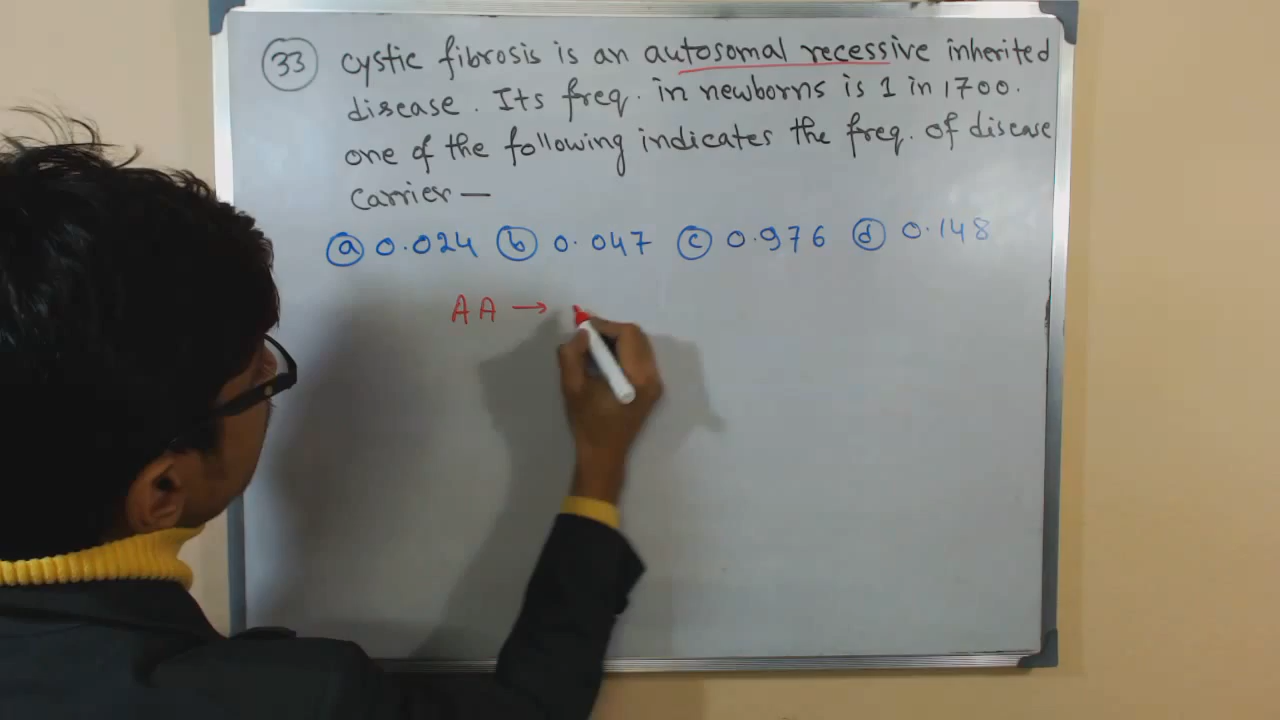 33 Cystic fibrosis is an autosomal recessive inherited
disease. Its freq. in newborns is 1 in 1700.
one of the following indicates the freq. of disease
carrier —
a 0.024 b 0.047 c 0.976 d 0.148
AA →